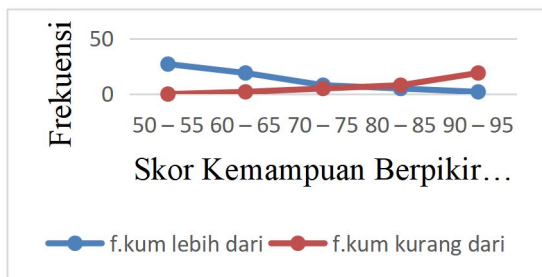 Frekuensi
50
0
50 – 55 60 – 65 70 – 75 80 – 85 90 – 95
Skor Kemampuan Berpikir…
f.kum lebih dari f.kum kurang dari